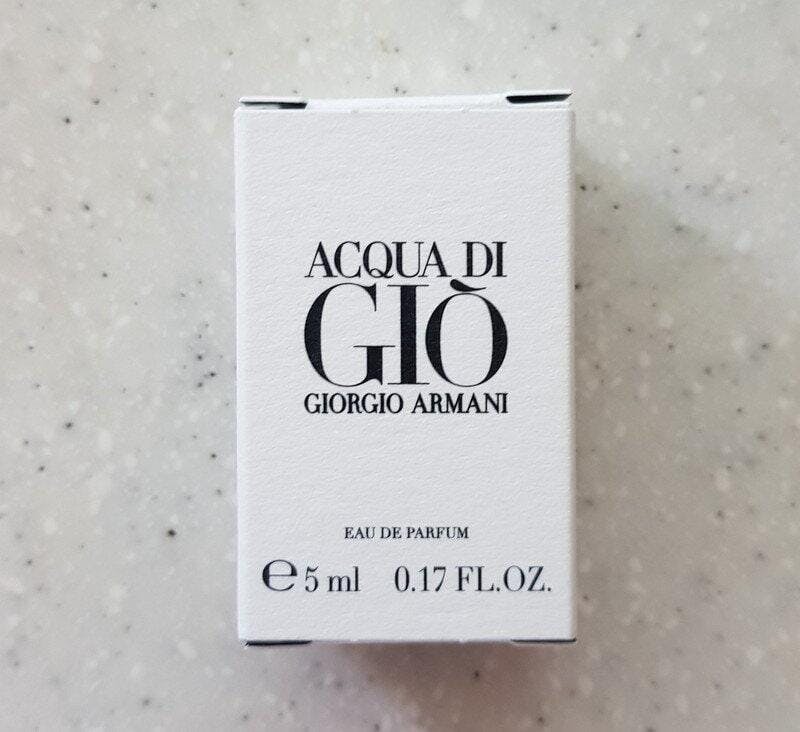 ACQUA DI
GIÒ
GIORGIO ARMANI
EAU DE PARFUM
℮ 5 ml 0.17 FL.OZ.